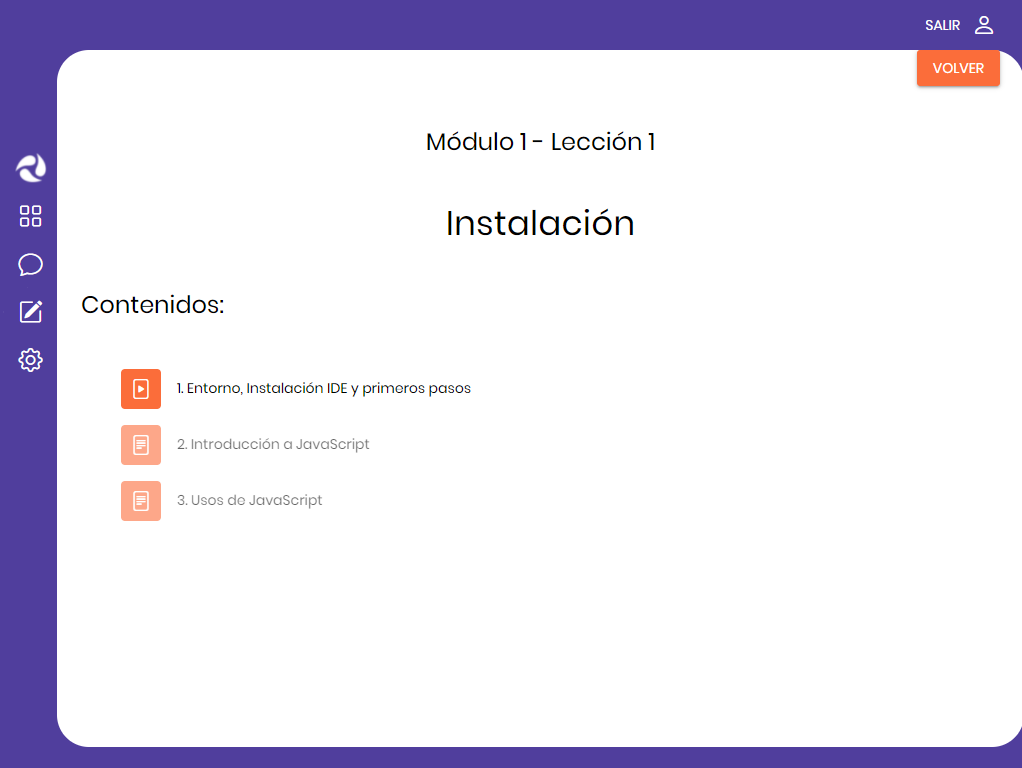 SALIR
VOLVER
Módulo 1 - Lección 1
Instalación
Contenidos:
1. Entorno, Instalación IDE y primeros pasos
2. Introducción a JavaScript
3. Usos de JavaScript